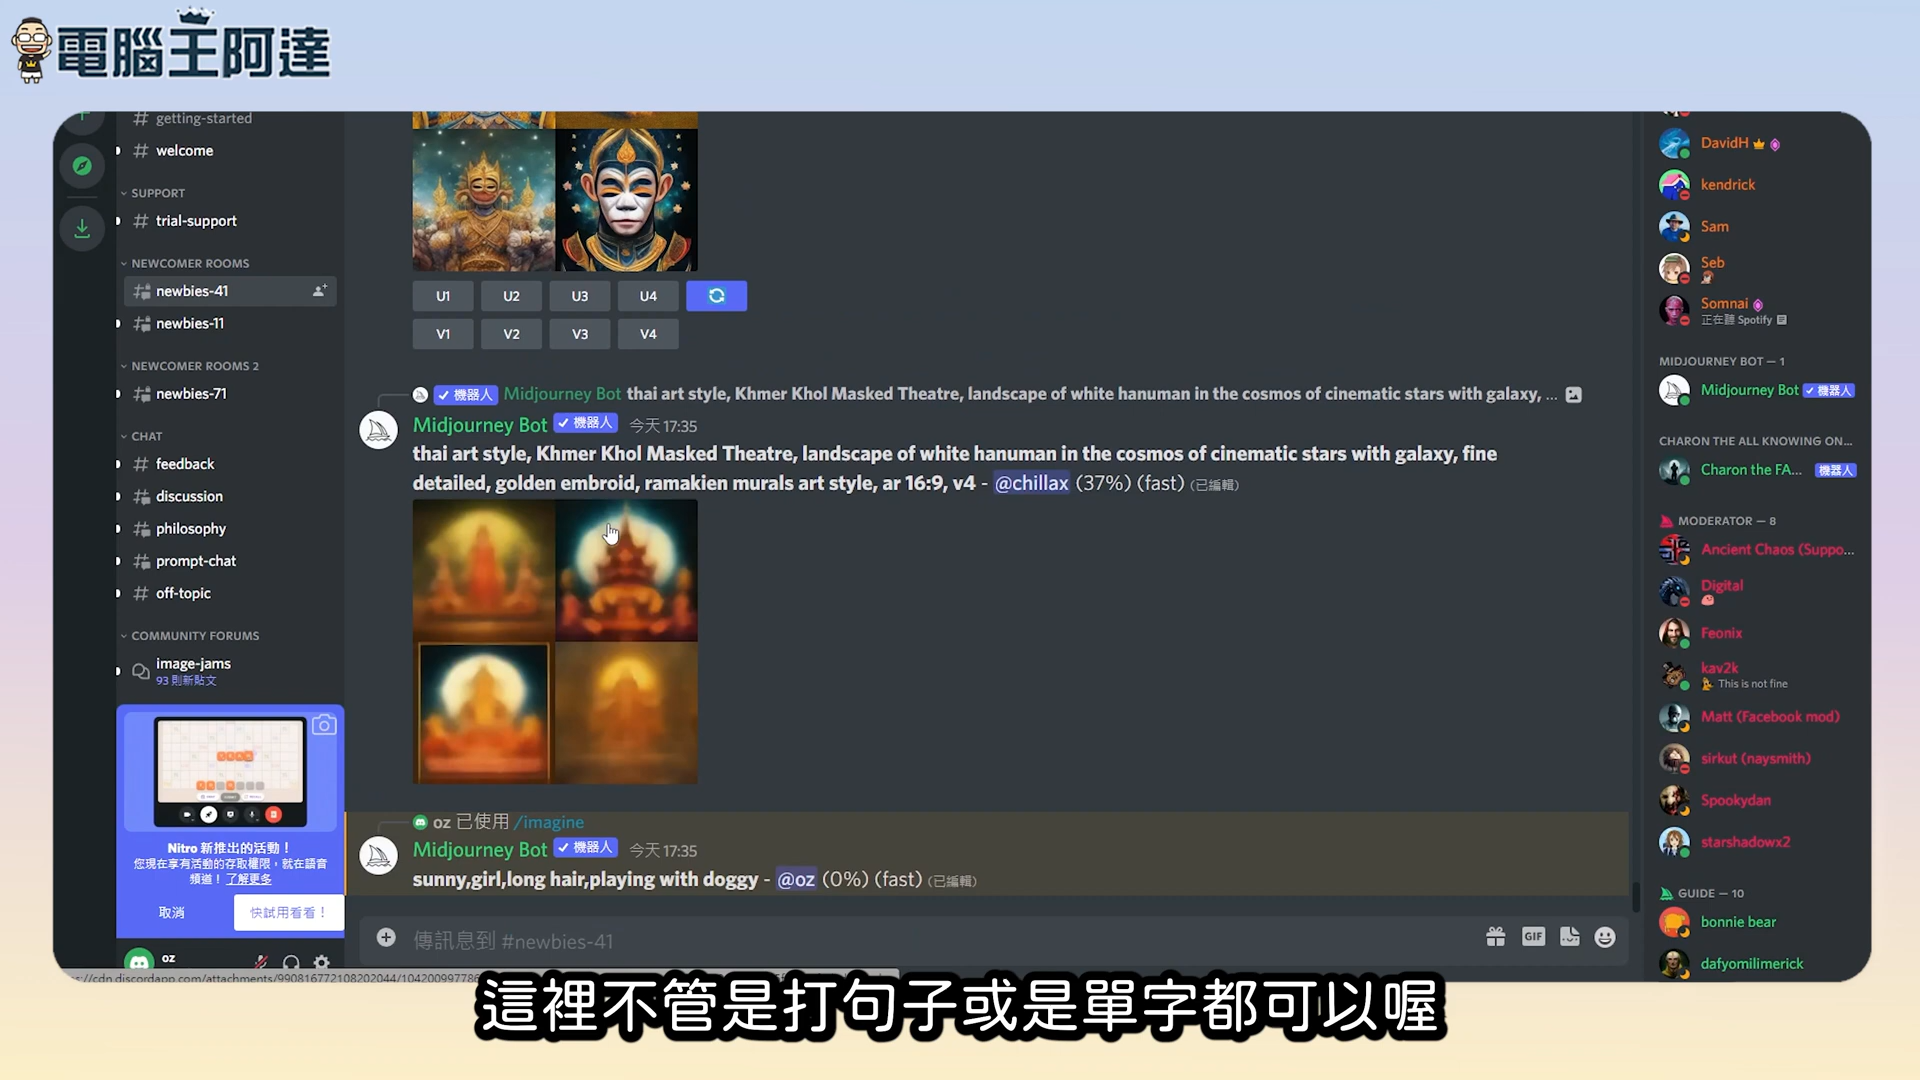 電腦王阿達
# getting-started
# welcome
SUPPORT
# trial-support
NEWCOMER ROOMS
newbies-41
newbies-11
NEWCOMER ROOMS 2
newbies-71
CHAT
# feedback
# discussion
philosophy
prompt-chat
# off-topic
COMMUNITY FORUMS
image-jams
93 則新貼文
Nitro 新推出的活動！
您現在享有活動的存取權限，就在語音
頻道！了解更多
取消
快試用看看！
oz
U1 U2 U3 U4
V1 V2 V3 V4
機器人 Midjourney Bot thai art style, Khmer Khol Masked Theatre, landscape of white hanuman in the cosmos of cinematic stars with galaxy, ...
Midjourney Bot 機器人 今天 17:35
thai art style, Khmer Khol Masked Theatre, landscape of white hanuman in the cosmos of cinematic stars with galaxy, fine
detailed, golden embroid, ramakien murals art style, ar 16:9, v4 - @chillax (37%) (fast) (已編輯)
oz 已使用 /imagine
Midjourney Bot 機器人 今天 17:35
sunny,girl,long hair,playing with doggy - @oz (0%) (fast) (已編輯)
傳訊息到 #newbies-41
GIF
DavidH
kendrick
Sam
Seb
Somnai
正在聽 Spotify
MIDJOURNEY BOT — 1
Midjourney Bot 機器人
CHARON THE ALL KNOWING ON...
Charon the FA... 機器人
MODERATOR — 8
Ancient Chaos (Suppo...
Digital
Feonix
kav2k
This is not fine
Matt (Facebook mod)
sirkut (naysmith)
Spookydan
starshadowx2
GUIDE — 10
bonnie bear
dafyomilimerick
這裡不管是打句子或是單字都可以喔